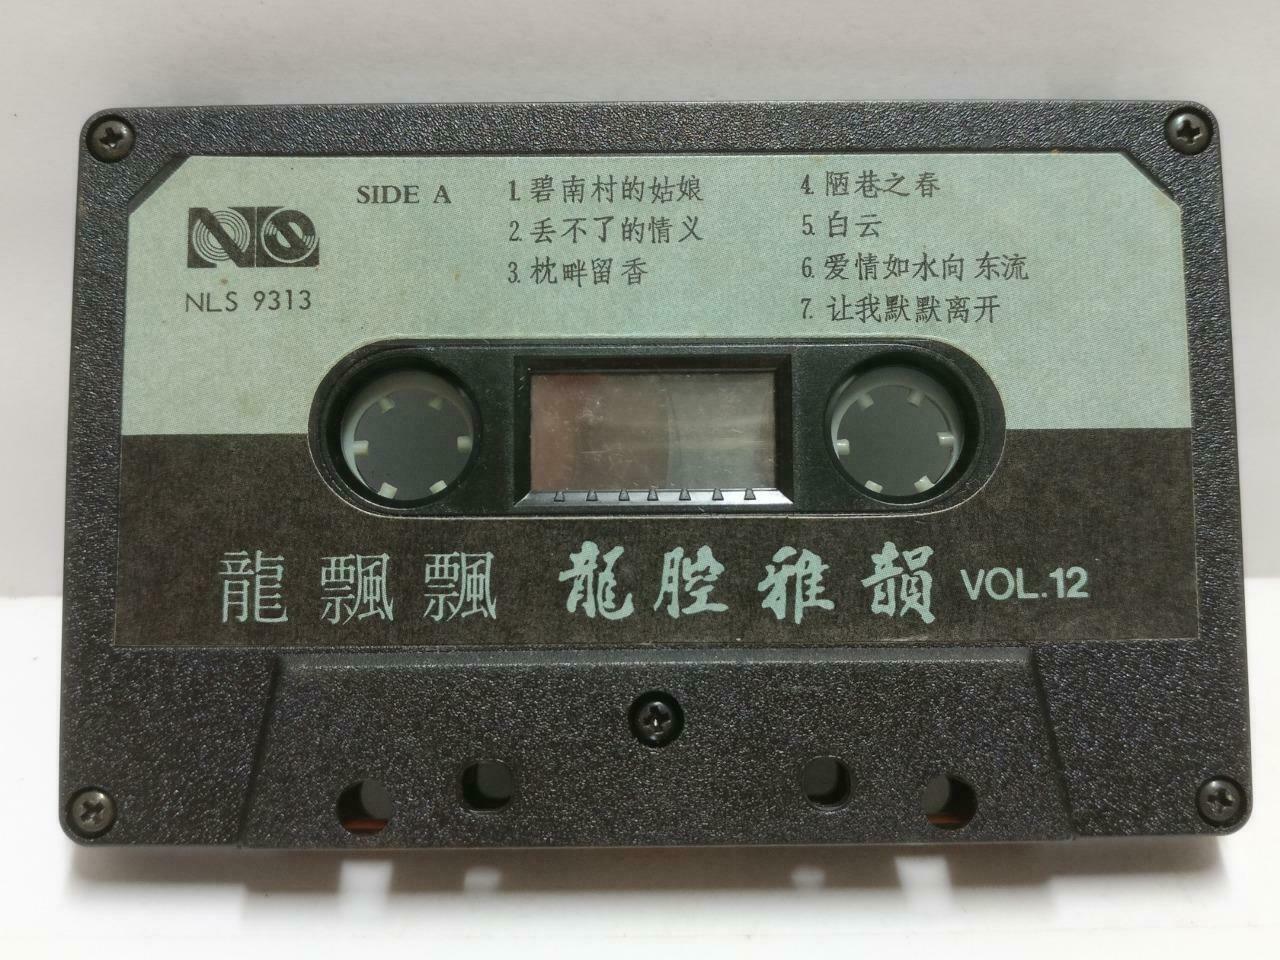 NLS 9313
SIDE A
1. 碧南村的姑娘
2. 丢不了的情义
3. 枕畔留香
4. 陋巷之春
5. 白云
6. 爱情如水向东流
7. 让我默默离开
龍飄飄 龍腔雅韻 VOL.12